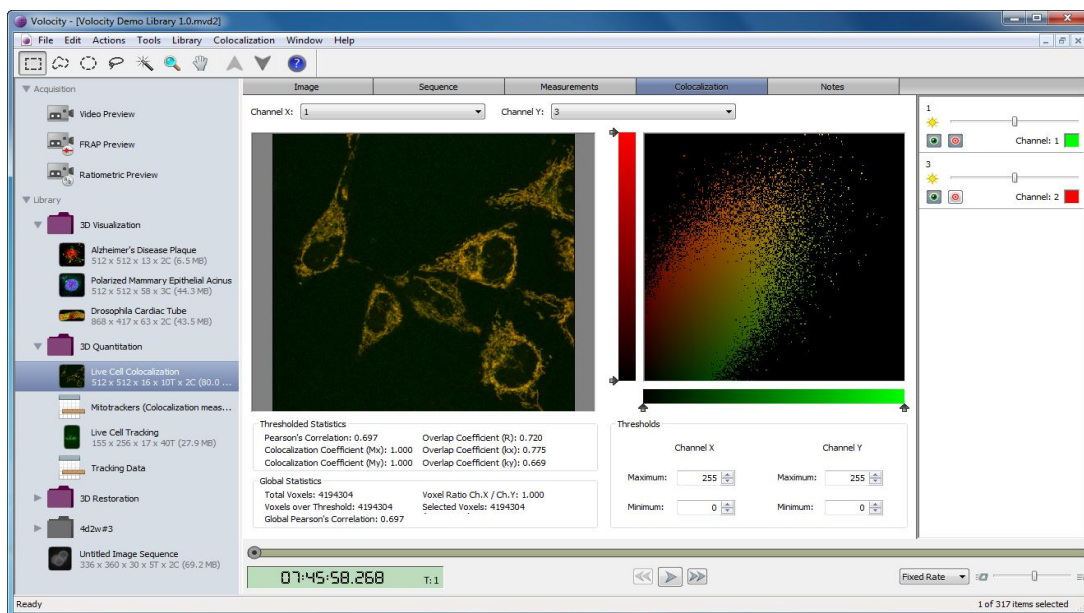 Volocity - [Volocity Demo Library 1.0.mvd2]
File Edit Actions Tools Library Colocalization Window Help
Acquisition
Video Preview
FRAP Preview
Ratiometric Preview
Library
3D Visualization
Alzheimer's Disease Plaque
512 x 512 x 13 x 2C (6.5 MB)
Polarized Mammary Epithelial Acinus
512 x 512 x 58 x 3C (44.3 MB)
Drosophila Cardiac Tube
868 x 417 x 63 x 2C (43.5 MB)
3D Quantitation
Live Cell Colocalization
512 x 512 x 16 x 10T x 2C (80.0 ...
Mitotrackers (Colocalization meas...
Live Cell Tracking
155 x 256 x 17 x 40T (27.9 MB)
Tracking Data
3D Restoration
4d2w#3
Untitled Image Sequence
336 x 360 x 30 x 5T x 2C (69.2 MB)
Image Sequence Measurements Colocalization Notes
Channel X: 1 Channel Y: 3
Thresholded Statistics
Pearson's Correlation: 0.697 Overlap Coefficient (R): 0.720
Colocalization Coefficient (Mx): 1.000 Overlap Coefficient (kx): 0.775
Colocalization Coefficient (My): 1.000 Overlap Coefficient (ky): 0.669
Global Statistics
Total Voxels: 4194304 Voxel Ratio Ch.X / Ch.Y: 1.000
Voxels over Threshold: 4194304 Selected Voxels: 4194304
Global Pearson's Correlation: 0.697
Thresholds
Channel X Channel Y
Maximum: 255 Maximum: 255
Minimum: 0 Minimum: 0
1
Channel: 1
3
Channel: 2
07:45:58.268 T: 1
Fixed Rate
Ready 1 of 317 items selected